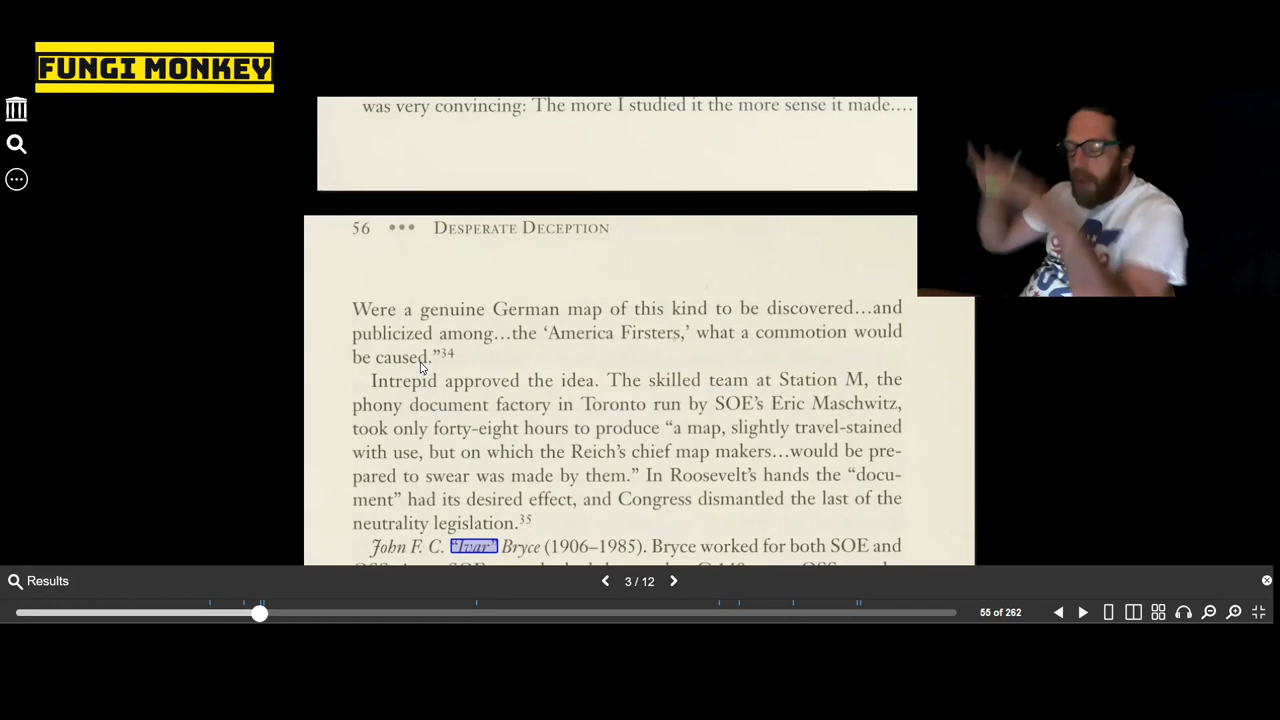 FUNGI MONKEY
was very convincing: The more I studied it the more sense it made....
56 ••• DESPERATE DECEPTION
Were a genuine German map of this kind to be discovered...and
publicized among...the ‘America Firsters,’ what a commotion would
be caused.”34
Intrepid approved the idea. The skilled team at Station M, the
phony document factory in Toronto run by SOE’s Eric Maschwitz,
took only forty-eight hours to produce “a map, slightly travel-stained
with use, but on which the Reich’s chief map makers...would be pre-
pared to swear was made by them.” In Roosevelt’s hands the “docu-
ment” had its desired effect, and Congress dismantled the last of the
neutrality legislation.35
John F. C. “Ivar” Bryce (1906–1985). Bryce worked for both SOE and
Results
3 / 12
55 of 262